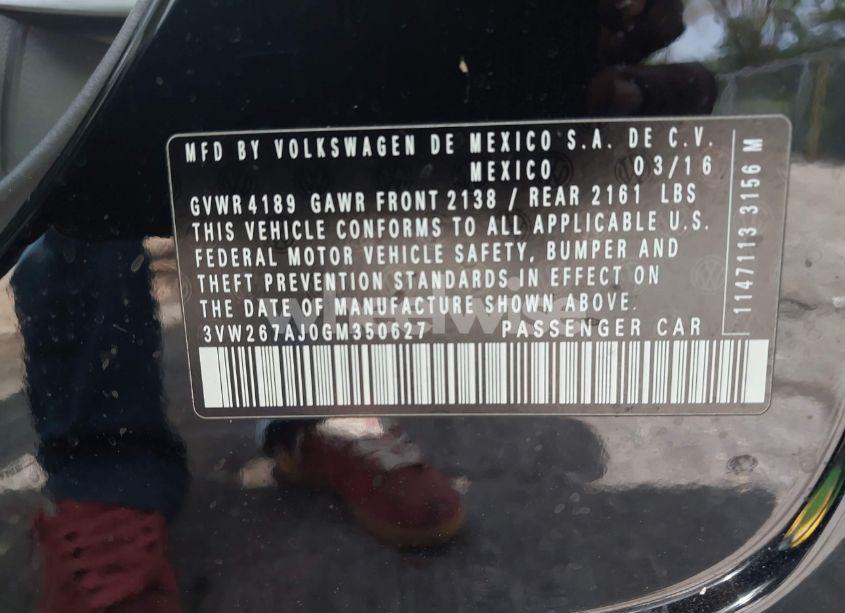 MFD BY VOLKSWAGEN DE MEXICO S.A. DE C.V.
MEXICO 03/16
GVWR 4189 GAWR FRONT 2138 / REAR 2161 LBS
THIS VEHICLE CONFORMS TO ALL APPLICABLE U.S.
FEDERAL MOTOR VEHICLE SAFETY, BUMPER AND
THEFT PREVENTION STANDARDS IN EFFECT ON
THE DATE OF MANUFACTURE SHOWN ABOVE.
3VW267AJ0GM350627 PASSENGER CAR
1147113 3156 M